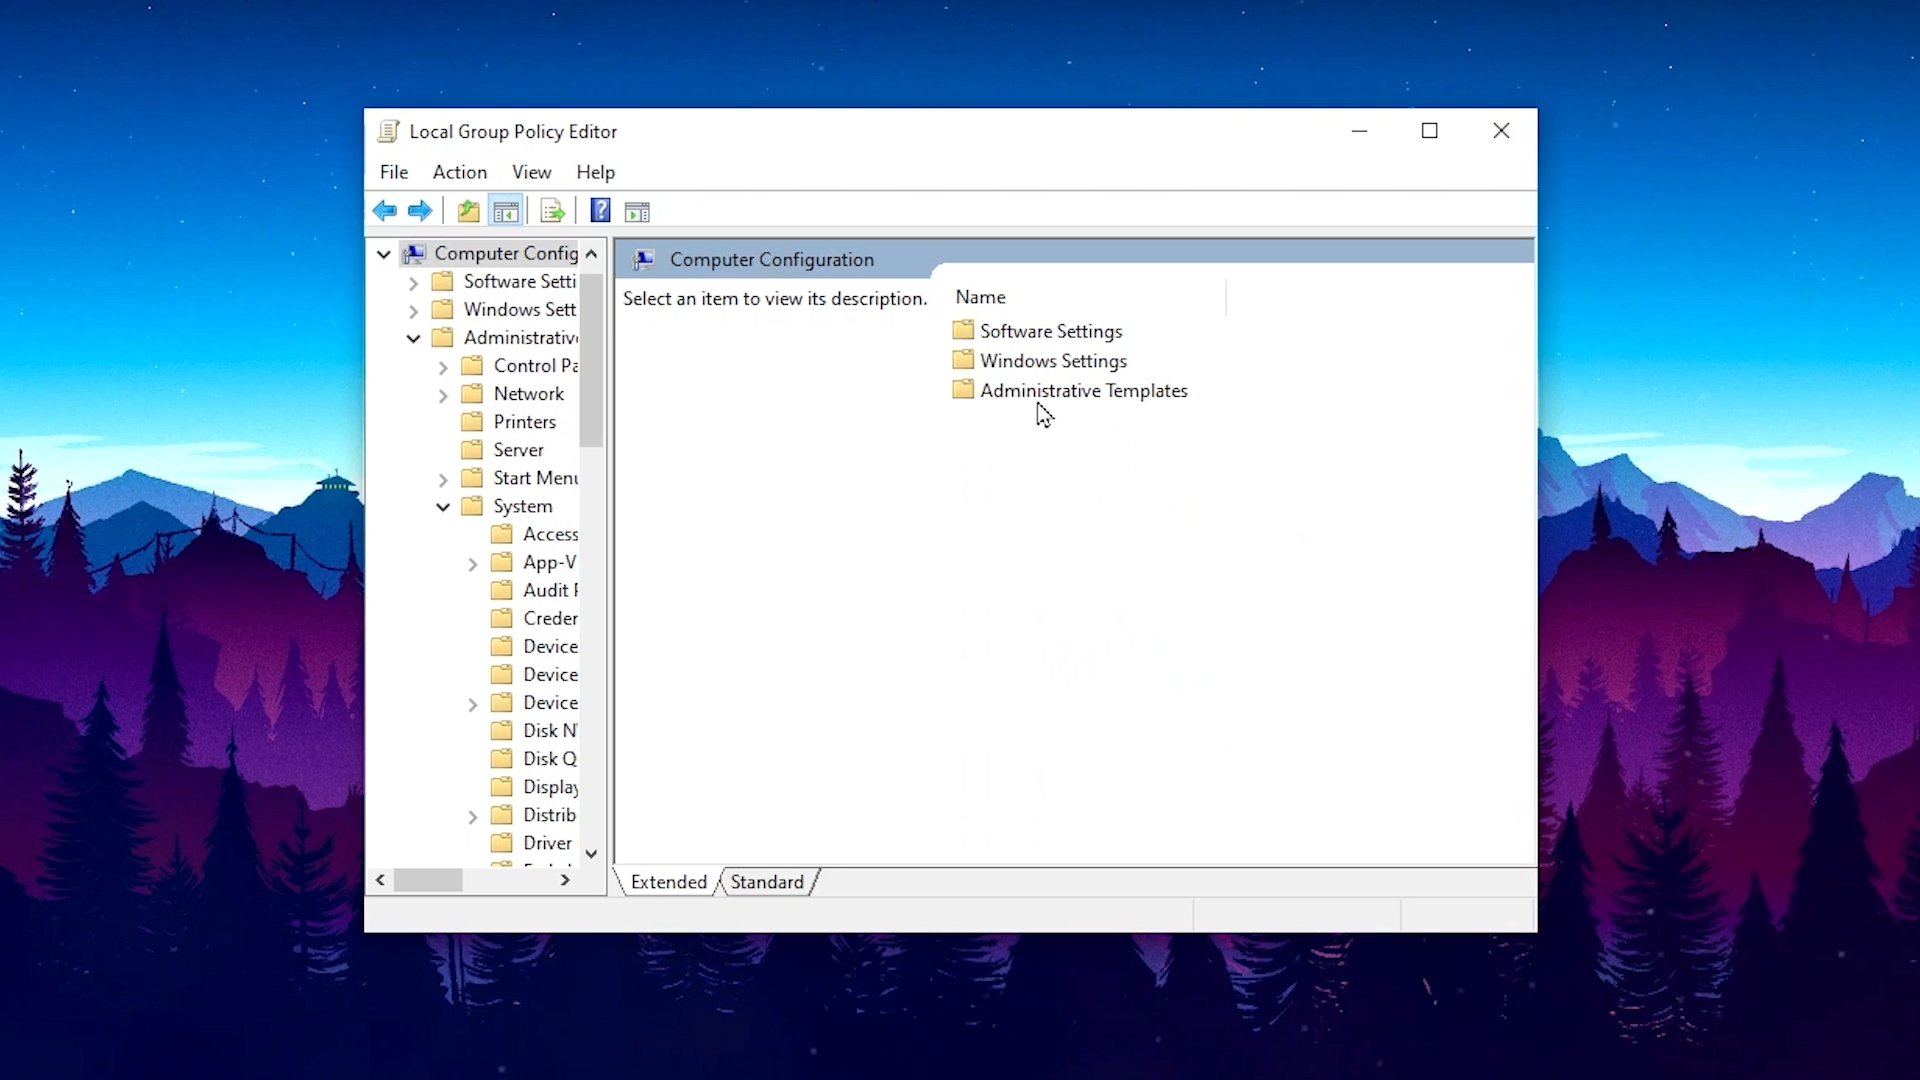 Local Group Policy Editor
File Action View Help
Computer Config
Software Setti
Windows Sett
Administrativ
Control Pa
Network
Printers
Server
Start Menu
System
Access
App-V
Audit P
Creder
Device
Device
Device
Disk N
Disk Q
Display
Distrib
Driver
Computer Configuration
Select an item to view its description.
Name
Software Settings
Windows Settings
Administrative Templates
Extended Standard